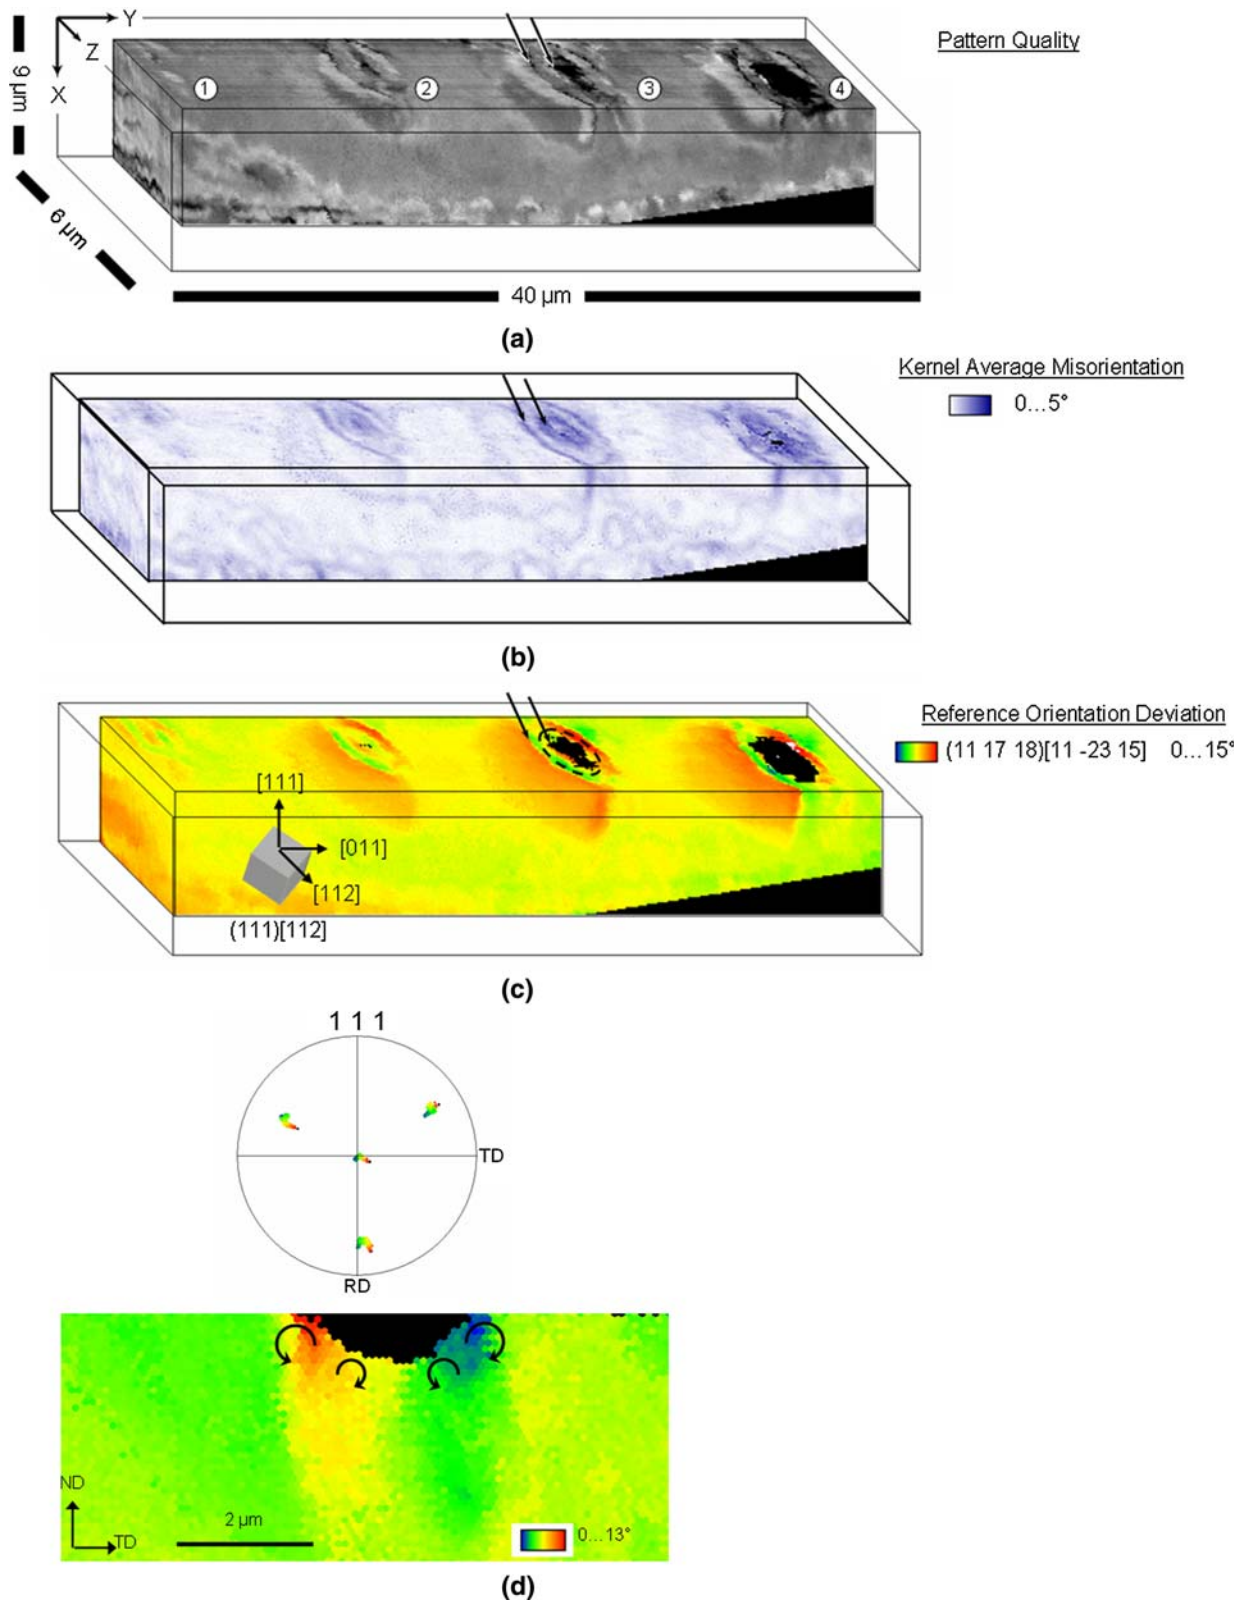 Y
Z
X
9 µm
6 µm
40 µm
1
2
3
4
Pattern Quality
(a)
Kernel Average Misorientation
0...5°
(b)
Reference Orientation Deviation
(11 17 18)[11 -23 15] 0...15°
[111]
[011]
[112]
(111)[112]
(c)
1 1 1
TD
RD
ND
TD
2 µm
0...13°
(d)